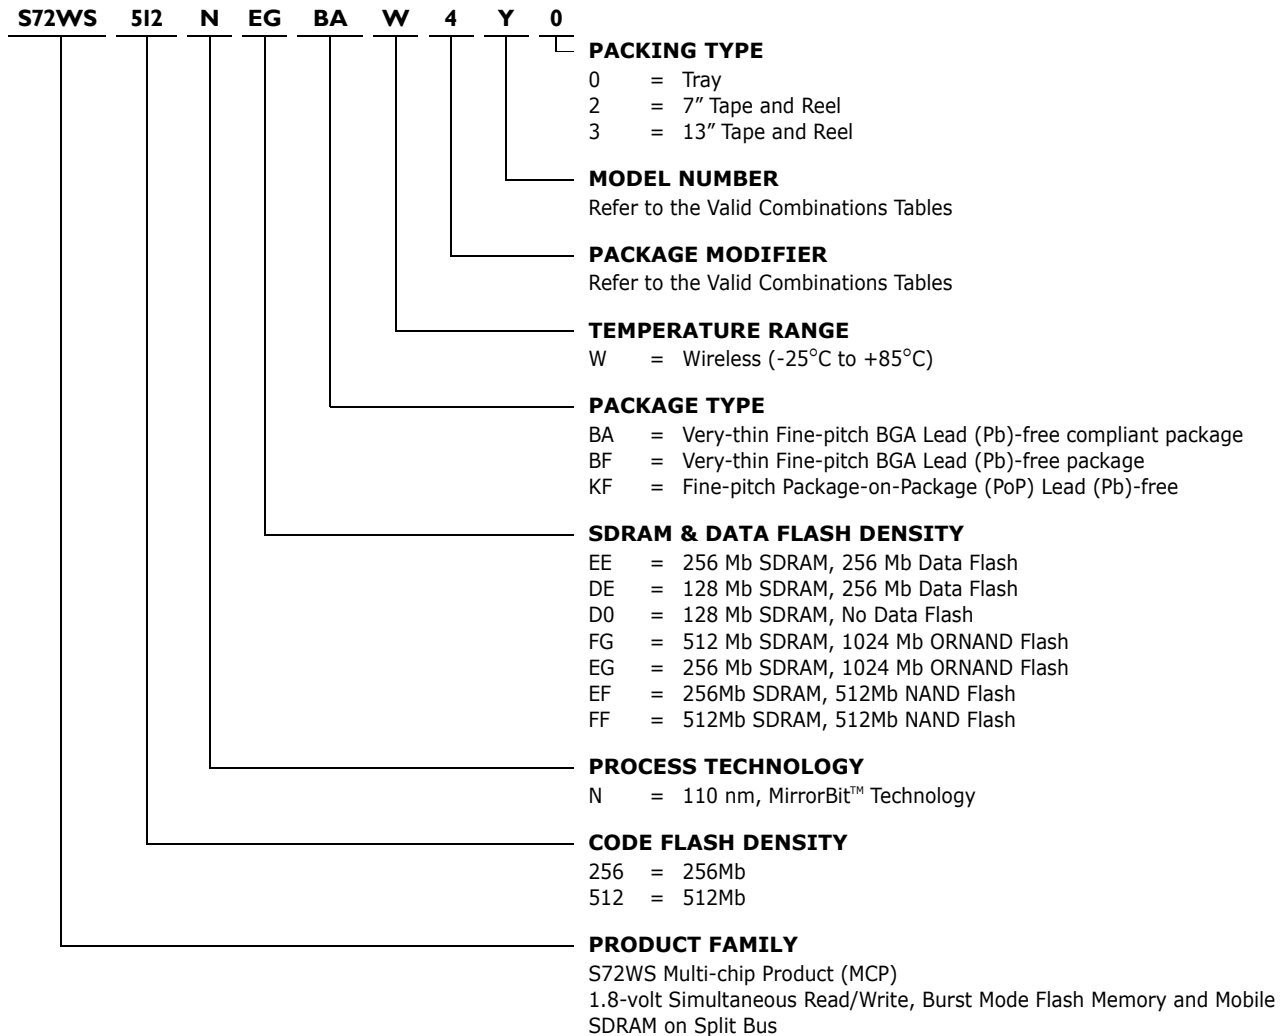 S72WS 512 N EG BA W 4 Y 0
PACKING TYPE
0 = Tray
2 = 7” Tape and Reel
3 = 13” Tape and Reel
MODEL NUMBER
Refer to the Valid Combinations Tables
PACKAGE MODIFIER
Refer to the Valid Combinations Tables
TEMPERATURE RANGE
W = Wireless (-25°C to +85°C)
PACKAGE TYPE
BA = Very-thin Fine-pitch BGA Lead (Pb)-free compliant package
BF = Very-thin Fine-pitch BGA Lead (Pb)-free package
KF = Fine-pitch Package-on-Package (PoP) Lead (Pb)-free
SDRAM & DATA FLASH DENSITY
EE = 256 Mb SDRAM, 256 Mb Data Flash
DE = 128 Mb SDRAM, 256 Mb Data Flash
D0 = 128 Mb SDRAM, No Data Flash
FG = 512 Mb SDRAM, 1024 Mb ORNAND Flash
EG = 256 Mb SDRAM, 1024 Mb ORNAND Flash
EF = 256Mb SDRAM, 512Mb NAND Flash
FF = 512Mb SDRAM, 512Mb NAND Flash
PROCESS TECHNOLOGY
N = 110 nm, MirrorBit™ Technology
CODE FLASH DENSITY
256 = 256Mb
512 = 512Mb
PRODUCT FAMILY
S72WS Multi-chip Product (MCP)
1.8-volt Simultaneous Read/Write, Burst Mode Flash Memory and Mobile
SDRAM on Split Bus